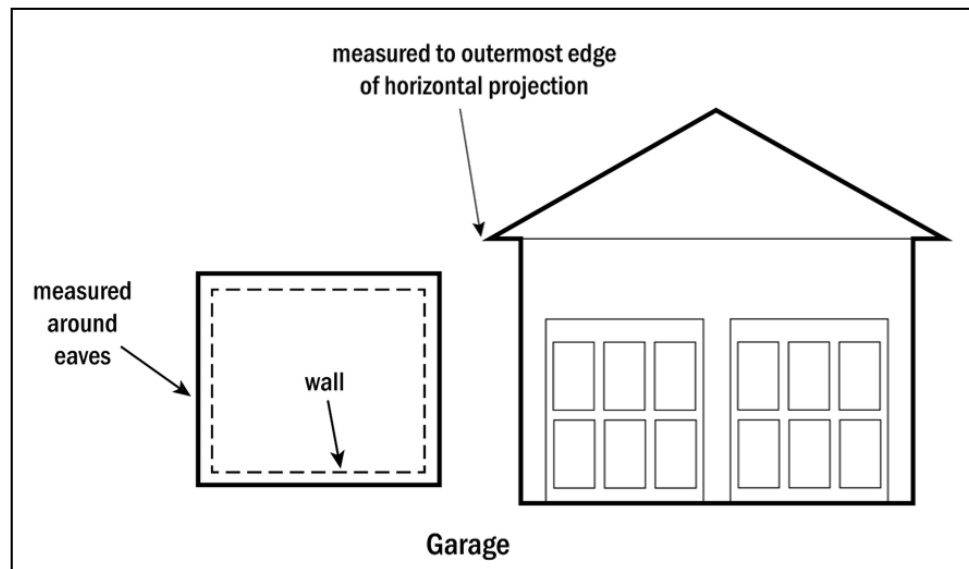 measured to outermost edge
of horizontal projection
measured
around
eaves
wall
Garage